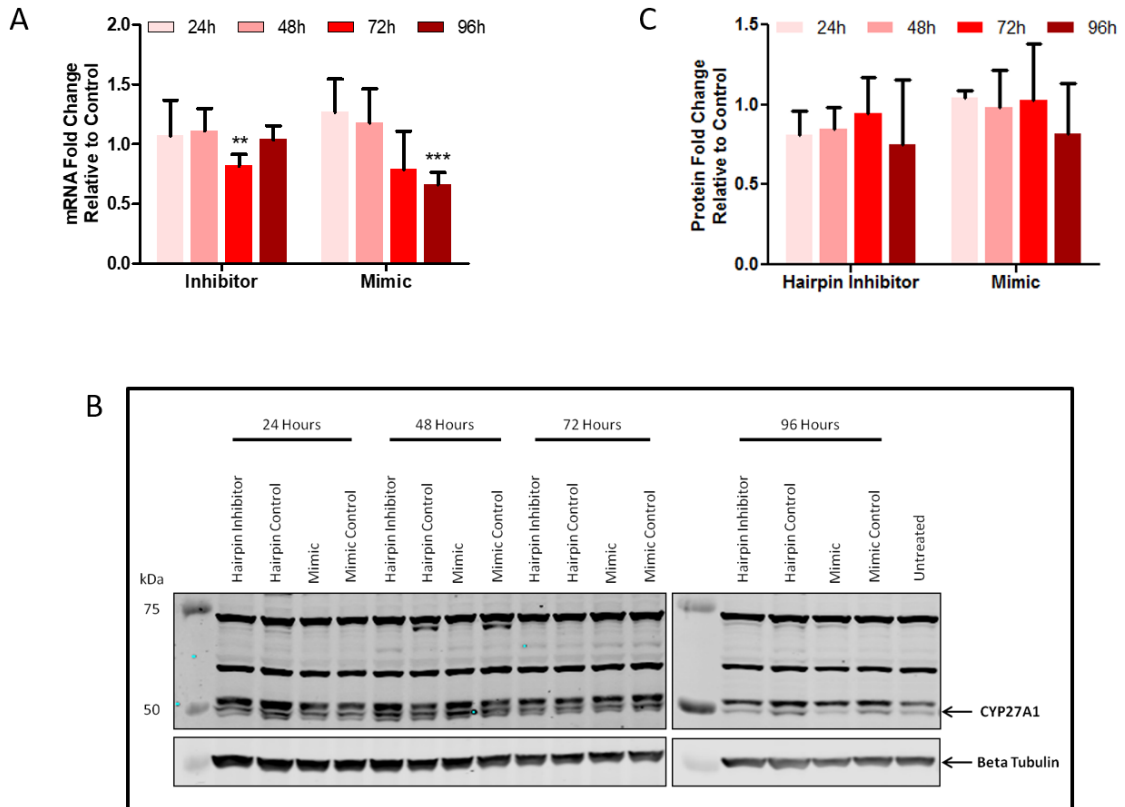 A
2.0
1.5
1.0
0.5
0.0
mRNA Fold Change
Relative to Control
24h 48h 72h 96h
**
***
Inhibitor Mimic
C
1.5
1.0
0.5
0.0
Protein Fold Change
Relative to Control
24h 48h 72h 96h
Hairpin Inhibitor Mimic
B
24 Hours 48 Hours 72 Hours 96 Hours
Hairpin Inhibitor
Hairpin Control
Mimic
Mimic Control
Hairpin Inhibitor
Hairpin Control
Mimic
Mimic Control
Hairpin Inhibitor
Hairpin Control
Mimic
Mimic Control
Hairpin Inhibitor
Hairpin Control
Mimic
Mimic Control
Untreated
kDa
75
50
CYP27A1
Beta Tubulin